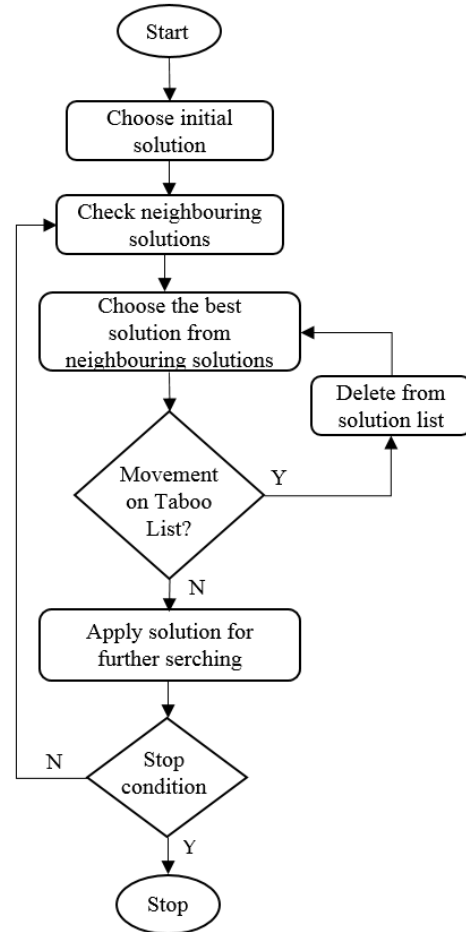 Start
Choose initial
solution
Check neighbouring
solutions
Choose the best
solution from
neighbouring solutions
Delete from
solution list
Movement
on Taboo
List?
Y
N
Apply solution for
further serching
Stop
condition
N
Y
Stop